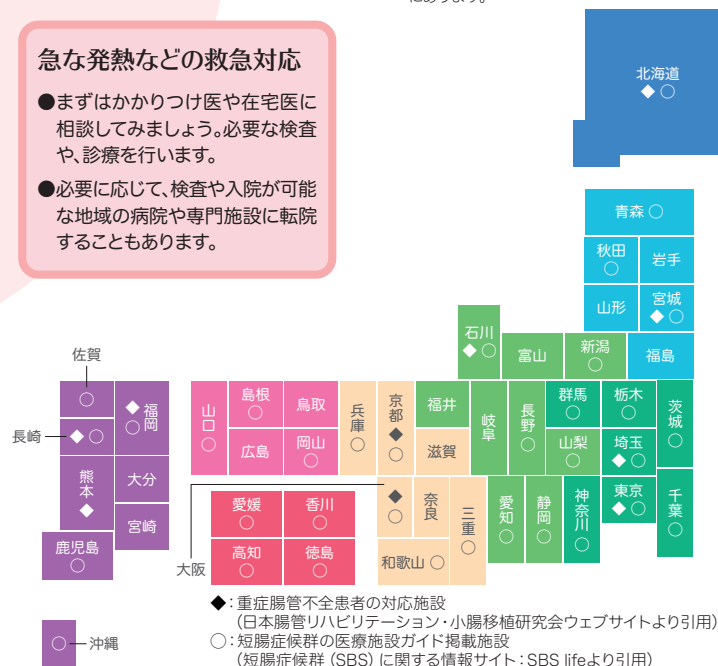 にあります。
急な発熱などの救急対応
●まずはかかりつけ医や在宅医に
相談してみましょう。必要な検査
や、診療を行います。
●必要に応じて、検査や入院が可能
な地域の病院や専門施設に転院
することもあります。
北海道
◆ ○
青森 ○
秋田
○
岩手
山形
宮城
◆ ○
石川
◆ ○
富山
新潟
○
福島
佐賀
○
長崎
◆ ○
福岡
◆
○
熊本
◆
大分
宮崎
鹿児島
○
山口
○
島根
○
鳥取
広島
岡山
○
兵庫
○
京都
◆
○
福井
滋賀
岐阜
長野
○
群馬
○
栃木
○
茨城
○
山梨
○
埼玉
◆ ○
愛媛
○
香川
○
高知
○
徳島
○
大阪
◆
○
奈良
和歌山 ○
三重
○
愛知
○
静岡
○
神奈川
○
東京
◆ ○
千葉
○
○
沖縄
◆：重症腸管不全患者の対応施設
(日本腸管リハビリテーション・小腸移植研究会ウェブサイトより引用)
○：短腸症候群の医療施設ガイド掲載施設
(短腸症候群（SBS）に関する情報サイト：SBS lifeより引用)